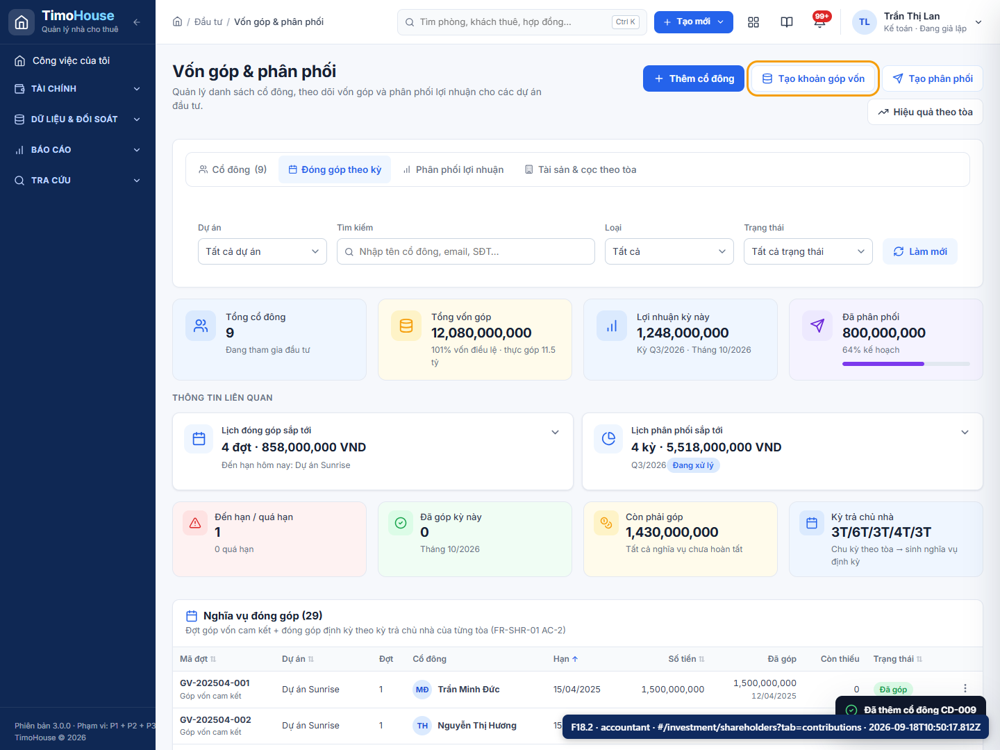 TimoHouse
Quản lý nhà cho thuê
Công việc của tôi
TÀI CHÍNH
DỮ LIỆU & ĐỐI SOÁT
BÁO CÁO
TRA CỨU
Phiên bản 3.0.0 · Phạm vi: P1 + P2 + P3
TimoHouse © 2026
/ Đầu tư / Vốn góp & phân phối
Tìm phòng, khách thuê, hợp đồng...
Ctrl K
Tạo mới
99+
TL
Trần Thị Lan
Kế toán · Đang giả lập
Vốn góp & phân phối
Quản lý danh sách cổ đông, theo dõi vốn góp và phân phối lợi nhuận cho các dự án
đầu tư.
Thêm cổ đông
Tạo khoản góp vốn
Tạo phân phối
Hiệu quả theo tòa
Cổ đông (9)
Đóng góp theo kỳ
Phân phối lợi nhuận
Tài sản & cọc theo tòa
Dự án
Tìm kiếm
Loại
Trạng thái
Tất cả dự án
Nhập tên cổ đông, email, SĐT...
Tất cả
Tất cả trạng thái
Làm mới
Tổng cổ đông
9
Đang tham gia đầu tư
Tổng vốn góp
12,080,000,000
101% vốn điều lệ · thực góp 11.5
tỷ
Lợi nhuận kỳ này
1,248,000,000
Kỳ Q3/2026 · Tháng 10/2026
Đã phân phối
800,000,000
64% kế hoạch
THÔNG TIN LIÊN QUAN
Lịch đóng góp sắp tới
4 đợt · 858,000,000 VND
Đến hạn hôm nay: Dự án Sunrise
Lịch phân phối sắp tới
4 kỳ · 5,518,000,000 VND
Q3/2026 Đang xử lý
Đến hạn / quá hạn
1
0 quá hạn
Đã góp kỳ này
0
Tháng 10/2026
Còn phải góp
1,430,000,000
Tất cả nghĩa vụ chưa hoàn tất
Kỳ trả chủ nhà
3T/6T/3T/4T/3T
Chu kỳ theo tòa → sinh nghĩa vụ
định kỳ
Nghĩa vụ đóng góp (29)
Đợt góp vốn cam kết + đóng góp định kỳ theo kỳ trả chủ nhà của từng tòa (FR-SHR-01 AC-2)
Mã đợt ⇅ Dự án ⇅ Đợt Cổ đông Hạn ↑ Số tiền ⇅ Đã góp Còn thiếu Trạng thái ⇅
GV-202504-001
Góp vốn cam kết
Dự án Sunrise
1
MĐ
Trần Minh Đức
15/04/2025
1,500,000,000
1,500,000,000
12/04/2025
0
Đã góp
GV-202504-002
Góp vốn cam kết
Dự án Sunrise
1
TH
Nguyễn Thị Hương
15
Đã thêm cổ đông CD-009
F18.2 · accountant · #/investment/shareholders?tab=contributions · 2026-09-18T10:50:17.812Z